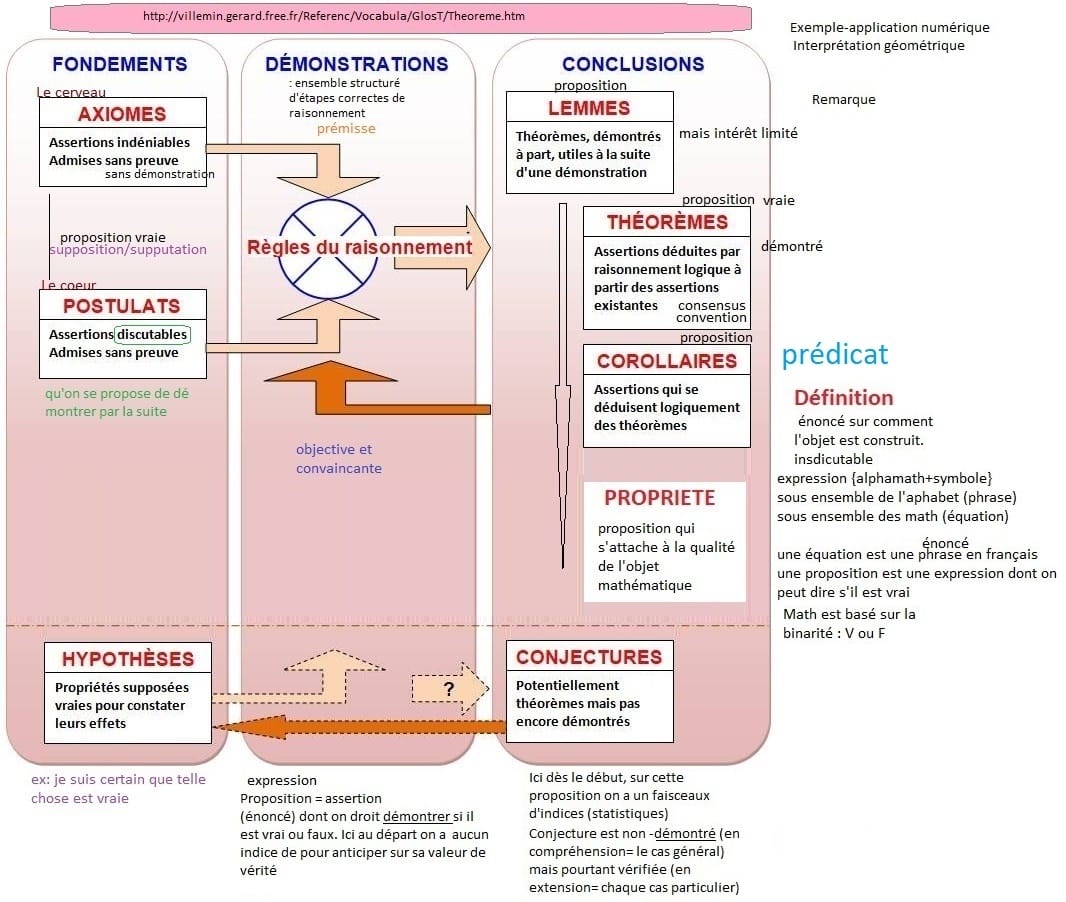 http://villemin.gerard.free.fr/Referenc/Vocabula/GlosT/Theoreme.htm
Exemple-application numérique
Interprétation géométrique
Remarque
FONDEMENTS
Le cerveau
AXIOMES
Assertions indéniables
Admises sans preuve
sans démonstration
proposition vraie
supposition/supputation
Le coeur
POSTULATS
Assertions discutables
Admises sans preuve
qu'on se propose de dé
montrer par la suite
DÉMONSTRATIONS
: ensemble structuré
d'étapes correctes de
raisonnement
prémisse
Règles du raisonnement
objective et
convaincante
CONCLUSIONS
proposition
LEMMES
Théorèmes, démontrés
à part, utiles à la suite
d'une démonstration
mais intérêt limité
proposition vraie
THÉORÈMES
démontré
Assertions déduites par
raisonnement logique à
partir des assertions
existantes
consensus
convention
proposition
COROLLAIRES
Assertions qui se
déduisent logiquement
des théorèmes
PROPRIETE
proposition qui
s'attache à la qualité
de l'objet
mathématique
prédicat
Définition
énoncé sur comment
l'objet est construit.
insdicutable
expression {alphamath+symbole}
sous ensemble de l'aphabet (phrase)
sous ensemble des math (équation)
énoncé
une équation est une phrase en français
une proposition est une expression dont on
peut dire s'il est vrai
Math est basé sur la
binarité : V ou F
HYPOTHÈSES
Propriétés supposées
vraies pour constater
leurs effets
?
CONJECTURES
Potentiellement
théorèmes mais pas
encore démontrés
ex: je suis certain que telle
chose est vraie
expression
Proposition = assertion
(énoncé) dont on droit démontrer si il
est vrai ou faux. Ici au départ on a aucun
indice de pour anticiper sur sa valeur de
vérité
Ici dès le début, sur cette
proposition on a un faisceaux
d'indices (statistiques)
Conjecture est non -démontré (en
compréhension= le cas général)
mais pourtant vérifiée (en
extension= chaque cas particulier)